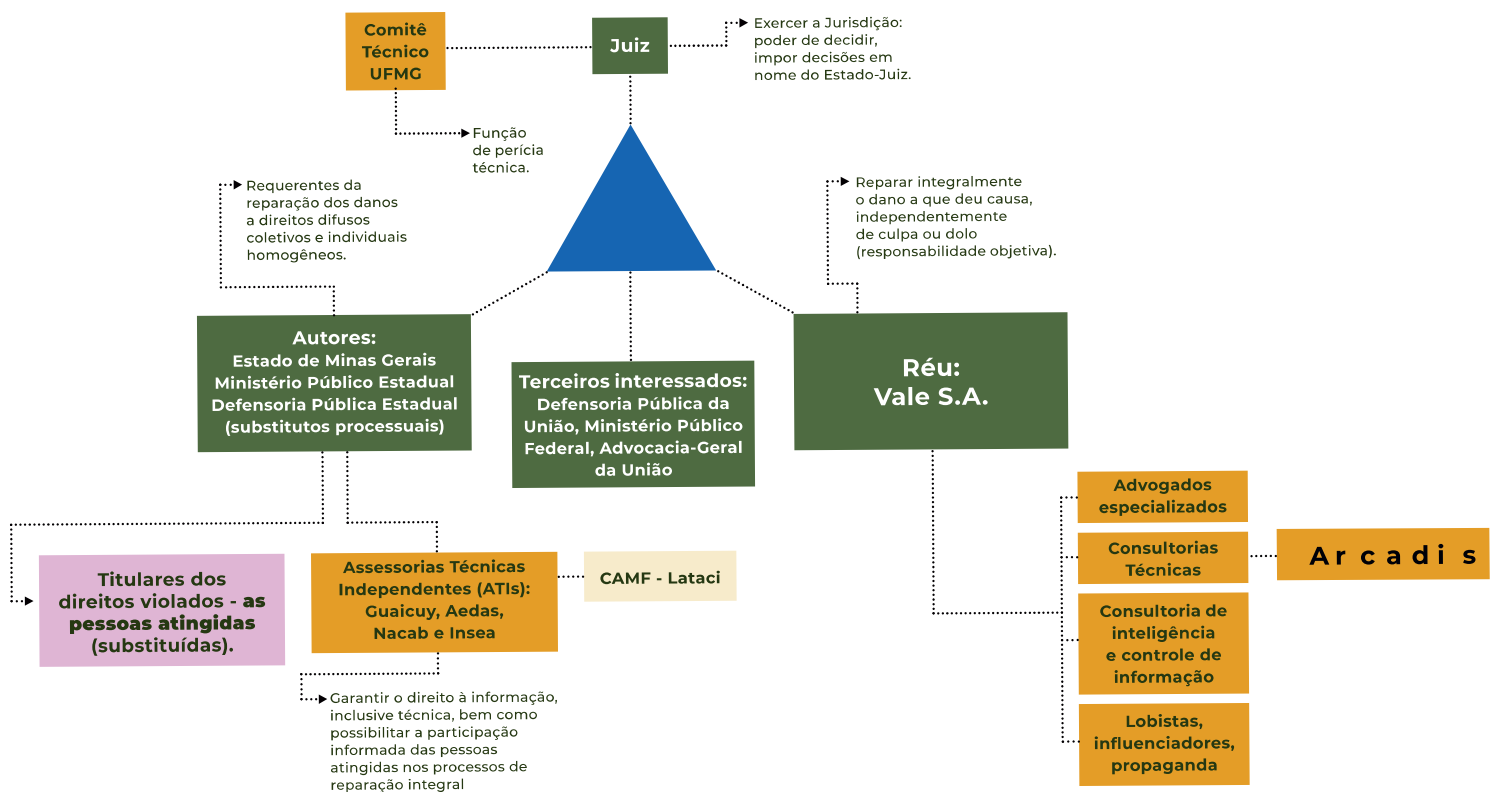 Comitê
Técnico
UFMG
Juiz
Exercer a Jurisdição:
poder de decidir,
impor decisões em
nome do Estado-Juiz.
Função
de perícia
técnica.
Requerentes da
reparação dos danos
a direitos difusos
coletivos e individuais
homogêneos.
Reparar integralmente
o dano a que deu causa,
independentemente
de culpa ou dolo
(responsabilidade objetiva).
Autores:
Estado de Minas Gerais
Ministério Público Estadual
Defensoria Pública Estadual
(substitutos processuais)
Terceiros interessados:
Defensoria Pública da
União, Ministério Público
Federal, Advocacia-Geral
da União
Réu:
Vale S.A.
Titulares dos
direitos violados - as
pessoas atingidas
(substituídas).
Assessorias Técnicas
Independentes (ATIs):
Guaicuy, Aedas,
Nacab e Insea
CAMF - Lataci
Garantir o direito à informação,
inclusive técnica, bem como
possibilitar a participação
informada das pessoas
atingidas nos processos de
reparação integral
Advogados
especializados
Consultorias
Técnicas
Arcadis
Consultoria de
inteligência
e controle de
informação
Lobistas,
influenciadores,
propaganda